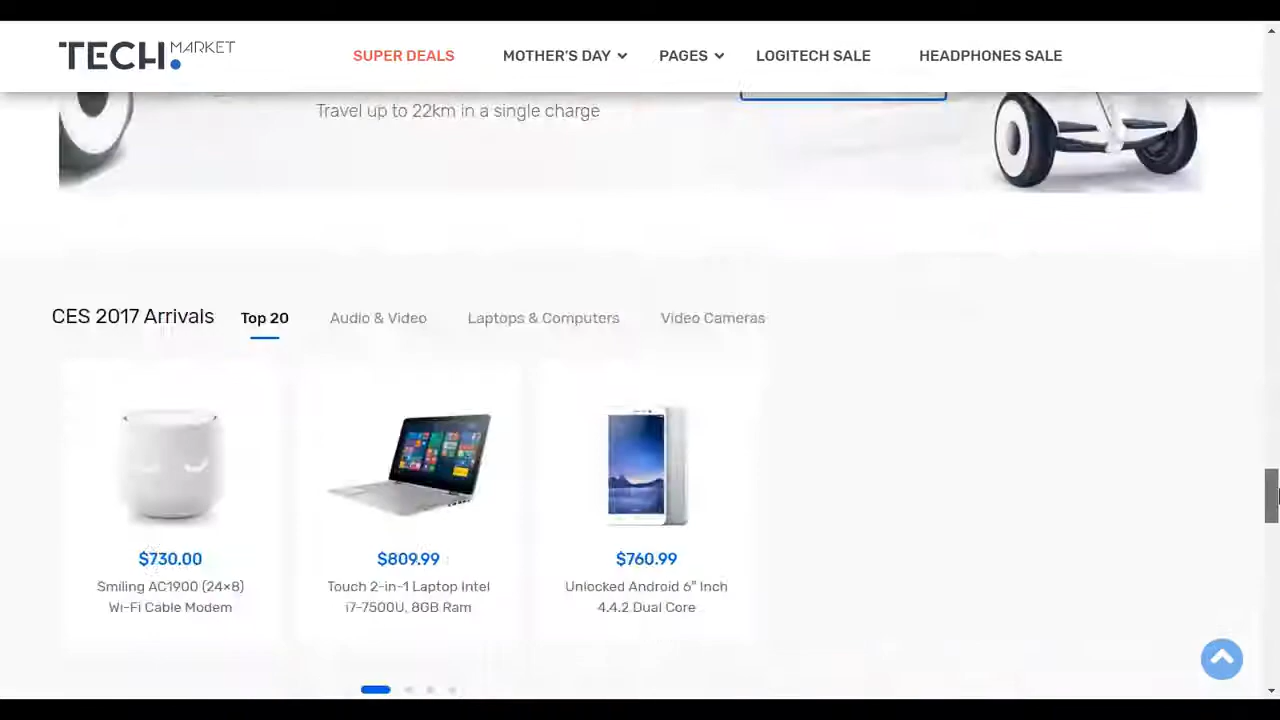 TECH MARKET
SUPER DEALS
MOTHER'S DAY
PAGES
LOGITECH SALE
HEADPHONES SALE
Travel up to 22km in a single charge
CES 2017 Arrivals
Top 20
Audio & Video
Laptops & Computers
Video Cameras
$730.00
Smiling AC1900 (24×8)
Wi-Fi Cable Modem
$809.99
Touch 2-in-1 Laptop Intel
i7-7500U, 8GB Ram
$760.99
Unlocked Android 6" Inch
4.4.2 Dual Core